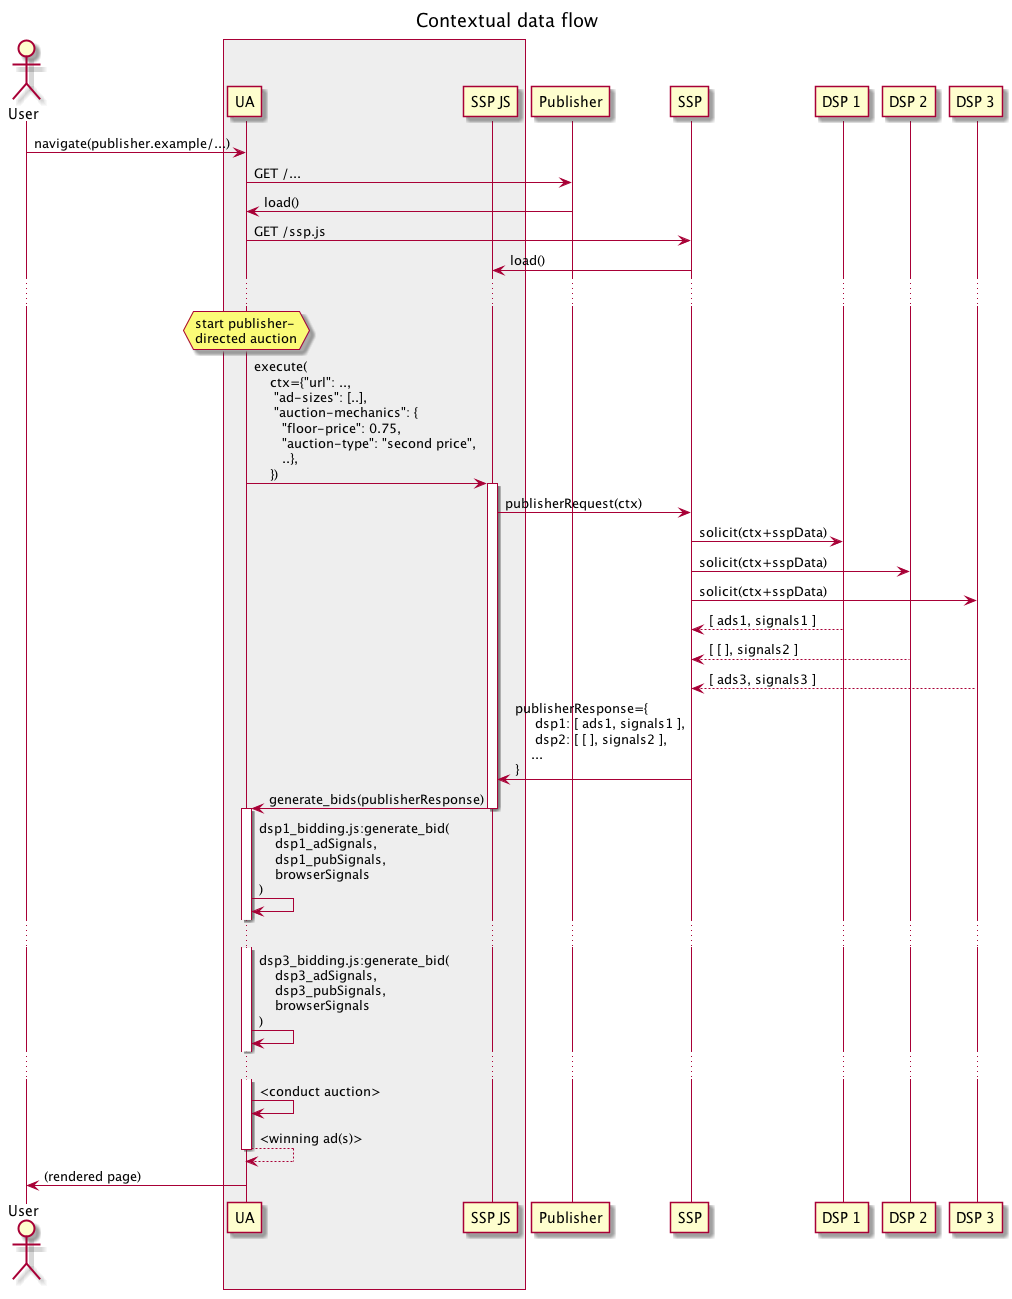 Contextual data flow
User
UA
SSP JS
Publisher
SSP
DSP 1
DSP 2
DSP 3
navigate(publisher.example/...)
GET /...
load()
GET /ssp.js
load()
start publisher-
directed auction
execute(
ctx={"url": ..,
"ad-sizes": [..],
"auction-mechanics": {
"floor-price": 0.75,
"auction-type": "second price",
..},
})
publisherRequest(ctx)
solicit(ctx+sspData)
solicit(ctx+sspData)
solicit(ctx+sspData)
[ ads1, signals1 ]
[ [ ], signals2 ]
[ ads3, signals3 ]
publisherResponse={
dsp1: [ ads1, signals1 ],
dsp2: [ [ ], signals2 ],
...
}
generate_bids(publisherResponse)
dsp1_bidding.js:generate_bid(
dsp1_adSignals,
dsp1_pubSignals,
browserSignals
)
dsp3_bidding.js:generate_bid(
dsp3_adSignals,
dsp3_pubSignals,
browserSignals
)
<conduct auction>
<winning ad(s)>
(rendered page)
User
UA
SSP JS
Publisher
SSP
DSP 1
DSP 2
DSP 3